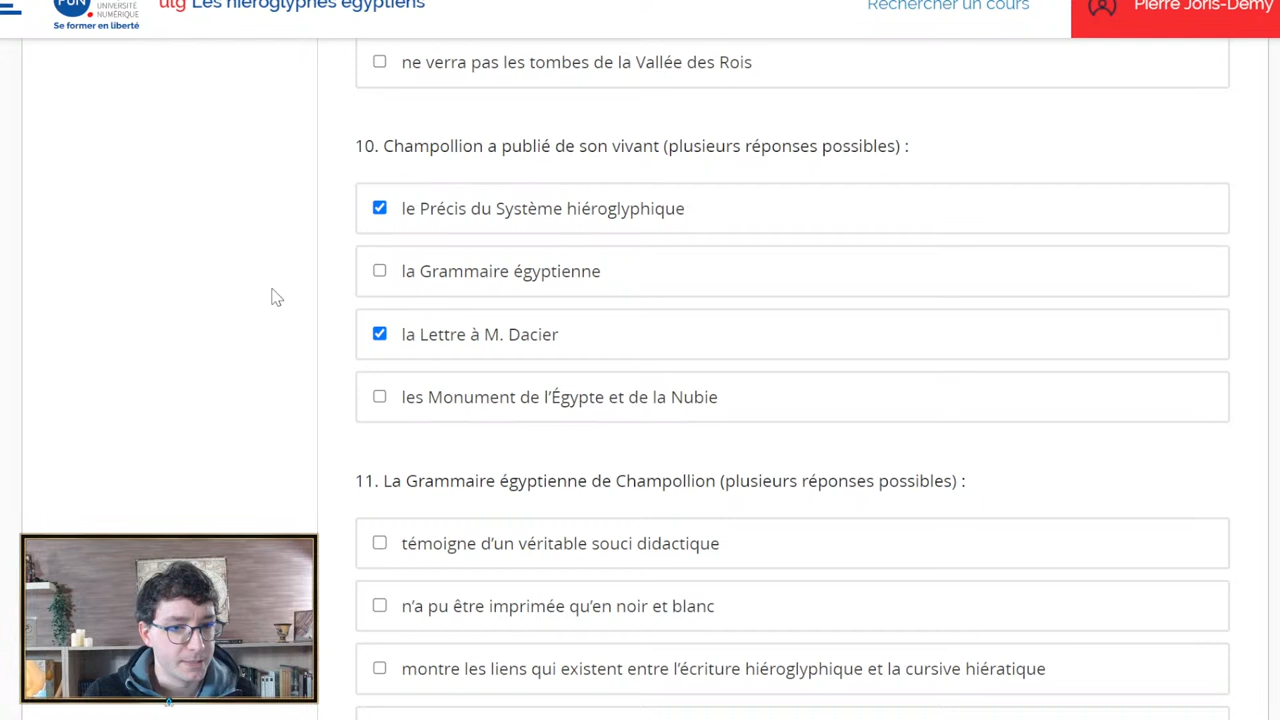 FUN
UNIVERSITÉ
NUMÉRIQUE
Se former en liberté
ulg Les hiéroglyphes égyptiens
Rechercher un cours
Pierre Joris-Demy
ne verra pas les tombes de la Vallée des Rois
10. Champollion a publié de son vivant (plusieurs réponses possibles) :
le Précis du Système hiéroglyphique
la Grammaire égyptienne
la Lettre à M. Dacier
les Monument de l’Égypte et de la Nubie
11. La Grammaire égyptienne de Champollion (plusieurs réponses possibles) :
témoigne d’un véritable souci didactique
n’a pu être imprimée qu’en noir et blanc
montre les liens qui existent entre l’écriture hiéroglyphique et la cursive hiératique